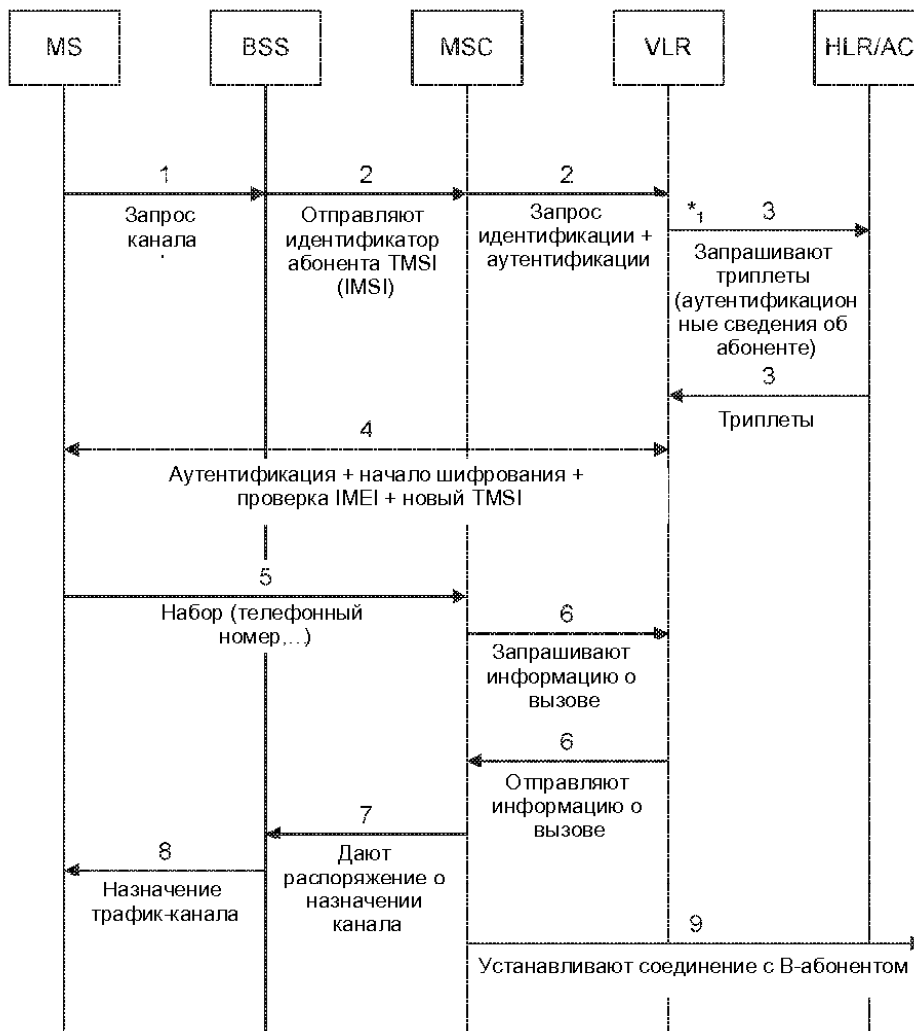 MS
BSS
MSC
VLR
HLR/AC
1
2
2
Запрос
канала
Отправляют
идентификатор
абонента TMSI
(IMSI)
Запрос
идентификации +
аутентификации
*1
3
Запрашивают
триплеты
(аутентификацион
ные сведения об
абоненте)
3
Триплеты
4
Аутентификация + начало шифрования +
проверка IMEI + новый TMSI
5
Набор (телефонный
номер,...)
6
Запрашивают
информацию о
вызове
6
Отправляют
информацию о
вызове
7
Дают
распоряжение о
назначении
канала
8
Назначение
трафик-канала
9
Устанавливают соединение с В-абонентом